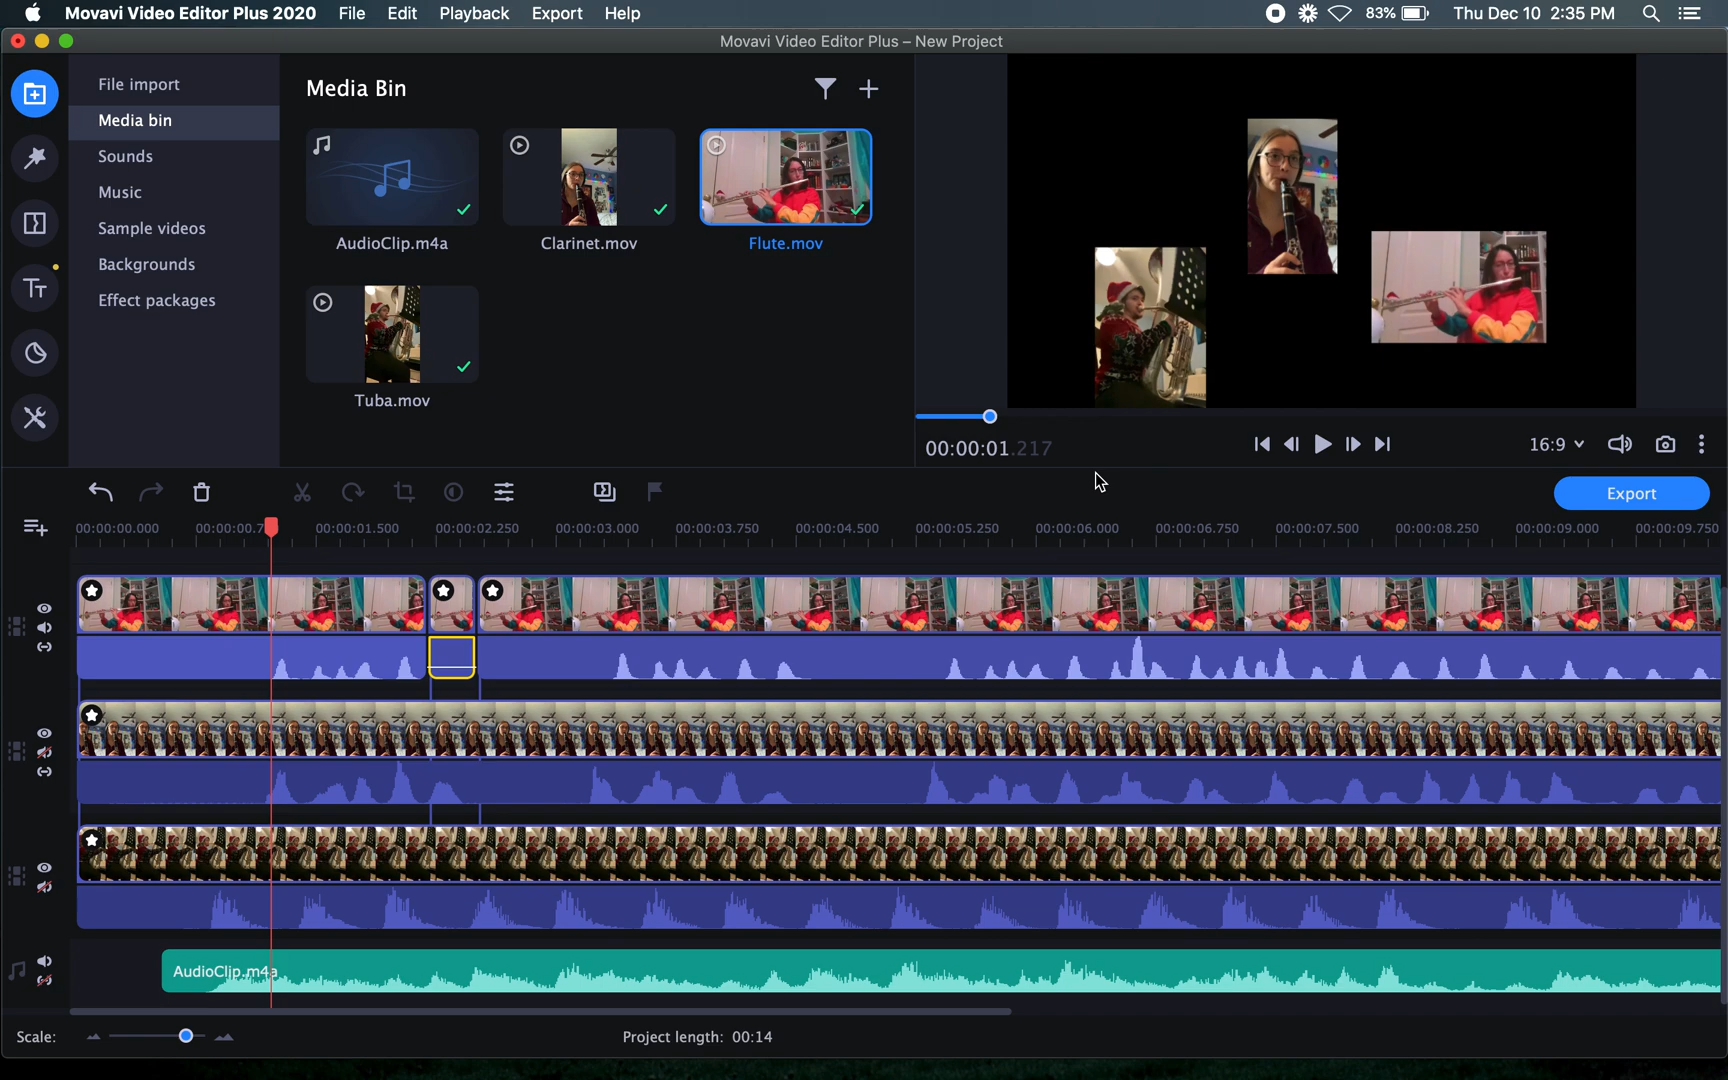 Movavi Video Editor Plus 2020 File Edit Playback Export Help 83% Thu Dec 10 2:35 PM
Movavi Video Editor Plus – New Project
File import
Media bin
Sounds
Music
Sample videos
Backgrounds
Effect packages
Media Bin
AudioClip.m4a
Clarinet.mov
Flute.mov
Tuba.mov
00:00:01.217
16:9
Export
00:00:00.000 00:00:00.7 00:00:01.500 00:00:02.250 00:00:03.000 00:00:03.750 00:00:04.500 00:00:05.250 00:00:06.000 00:00:06.750 00:00:07.500 00:00:08.250 00:00:09.000 00:00:09.750
AudioClip.m4a
Scale:
Project length: 00:14